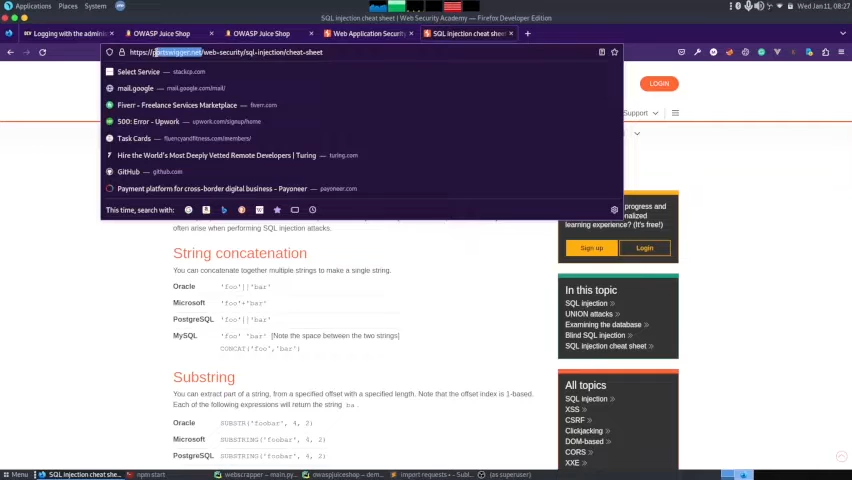 Applications Places System
Wed Jan 11, 08:27
SQL injection cheat sheet | Web Security Academy — Firefox Developer Edition
Logging with the admini
OWASP Juice Shop
OWASP Juice Shop
Web Application Security,
SQL injection cheat sheet
https://portswigger.net/web-security/sql-injection/cheat-sheet
Select Service — stackcp.com
mail.google — mail.google.com/mail/
Fiverr - Freelance Services Marketplace — fiverr.com
500: Error - Upwork — upwork.com/signup/home
Task Cards — fluencyandfitness.com/members/
Hire the World's Most Deeply Vetted Remote Developers | Turing — turing.com
GitHub — github.com
Payment platform for cross-border digital business – Payoneer — payoneer.com
This time, search with:
LOGIN
Support
often arise when performing SQL injection attacks.
String concatenation
You can concatenate together multiple strings to make a single string.
Oracle 'foo'||'bar'
Microsoft 'foo'+'bar'
PostgreSQL 'foo'||'bar'
MySQL 'foo' 'bar' [Note the space between the two strings]
CONCAT('foo','bar')
Substring
You can extract part of a string, from a specified offset with a specified length. Note that the offset index is 1-based.
Each of the following expressions will return the string ba .
Oracle SUBSTR('foobar', 4, 2)
Microsoft SUBSTRING('foobar', 4, 2)
PostgreSQL SUBSTRING('foobar', 4, 2)
progress and
learning experience? (It's free!)
Sign up Login
In this topic
SQL injection »
UNION attacks »
Examining the database »
Blind SQL injection »
SQL injection cheat sheet »
All topics
SQL injection »
XSS »
CSRF »
Clickjacking »
DOM-based »
CORS »
XXE »
Menu
SQL injection cheat she...
npm start
webscrapper – main.py...
owaspjuiceshop – dem...
import requests• - Subl...
(as superuser)